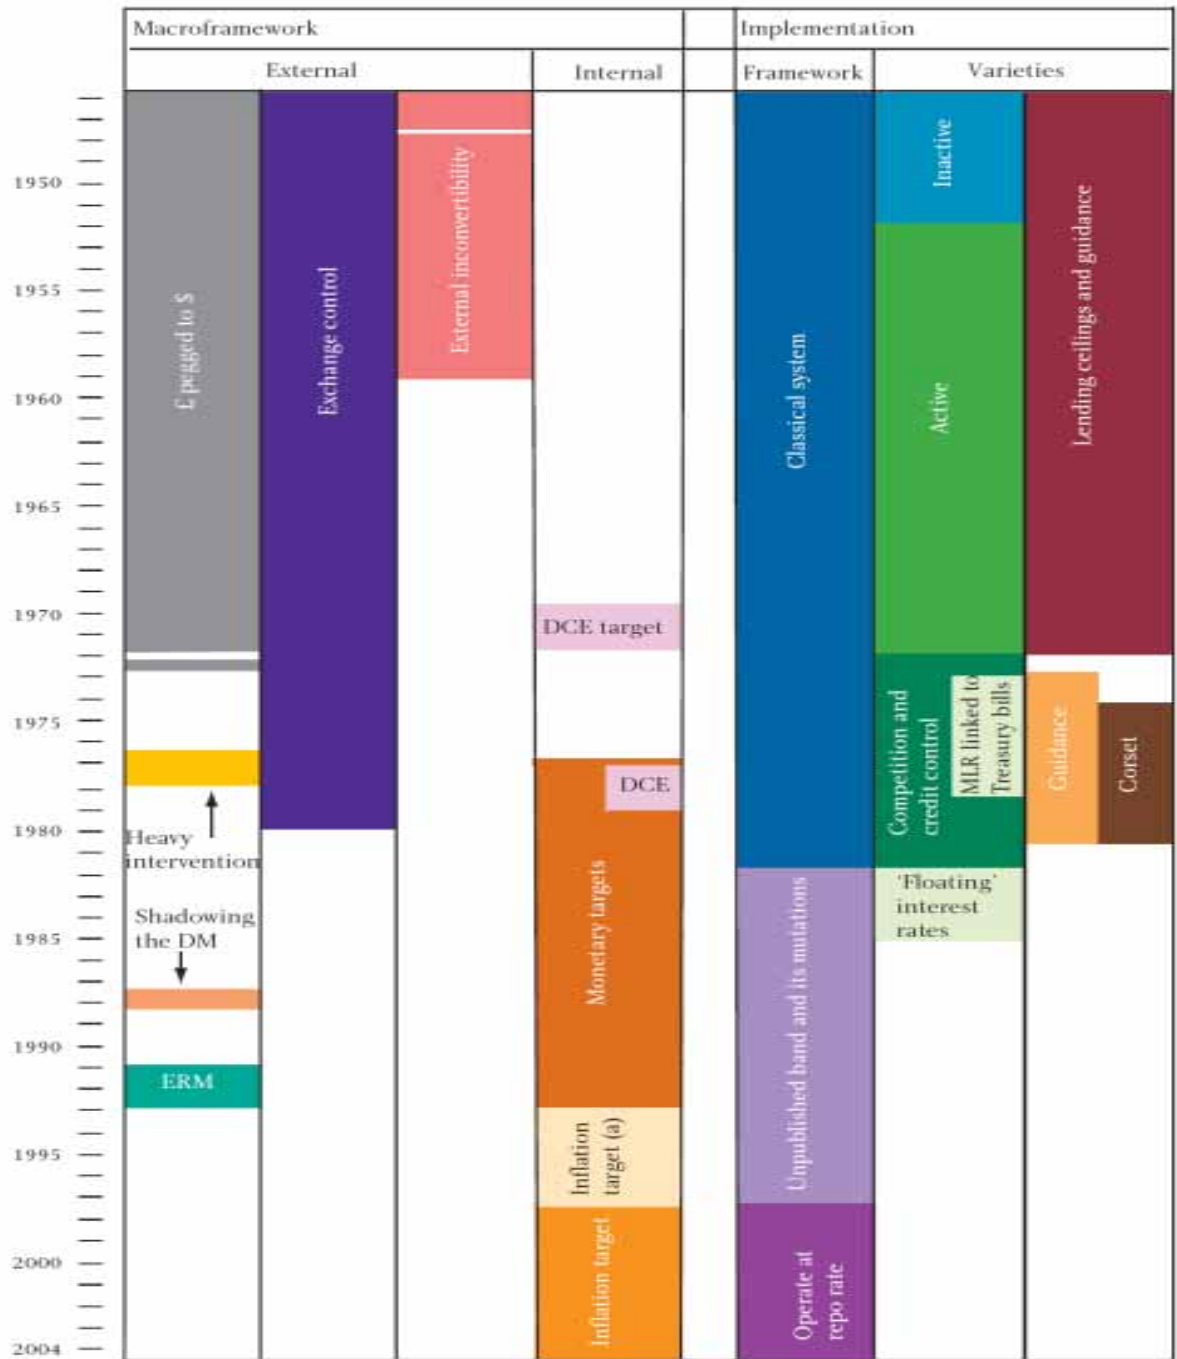 Macroframework
Implementation
External
Internal
Framework
Varieties
1950
1955
1960
1965
1970
1975
1980
1985
1990
1995
2000
2004
£ pegged to $
Heavy
intervention
Shadowing
the DM
ERM
Exchange control
External inconvertibility
DCE target
DCE
Monetary targets
Inflation
target (a)
Inflation target
Classical system
Unpublished band and its mutations
Operate at
repo rate
Inactive
Active
Competition and
credit control
MLR linked to
Treasury bills
'Floating'
interest
rates
Lending ceilings and guidance
Guidance
Corset